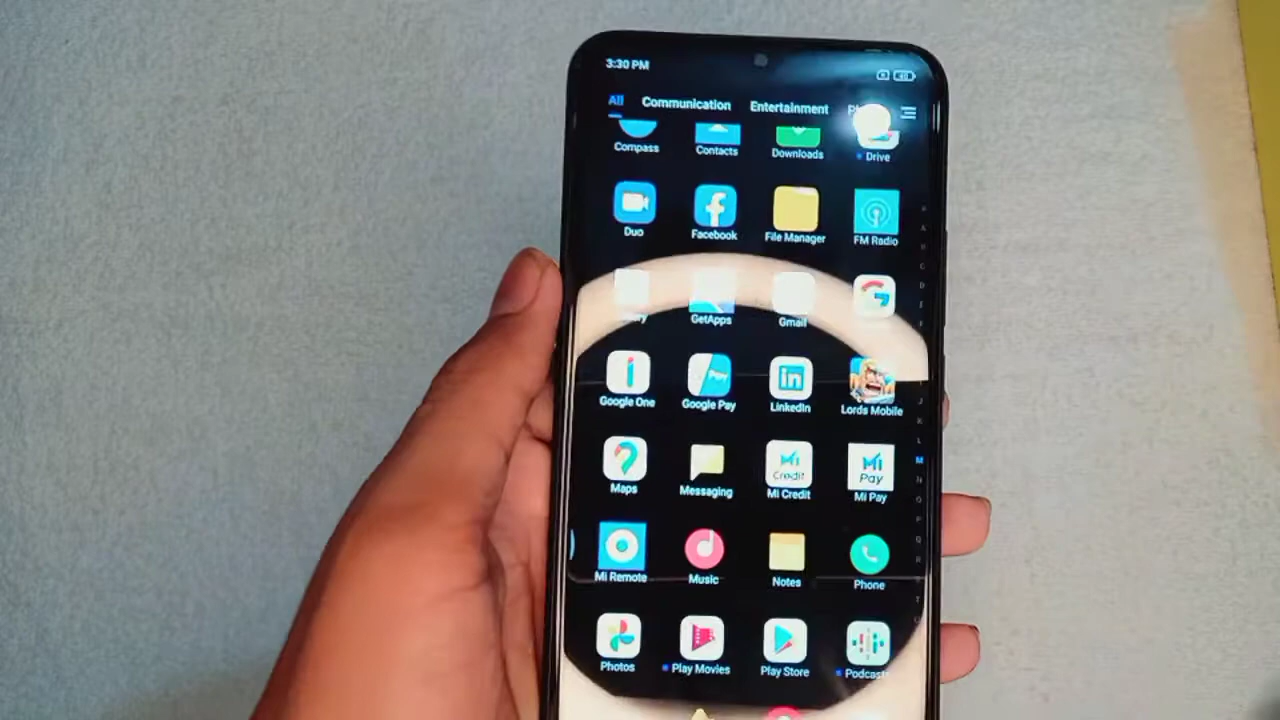 3:30 PM
All Communication Entertainment
Compass Contacts Downloads Drive
Duo Facebook File Manager FM Radio
GetApps Gmail
Google One Google Pay LinkedIn Lords Mobile
Maps Messaging Mi Credit Mi Pay
Mi Remote Music Notes Phone
Photos Play Movies Play Store Podcasts